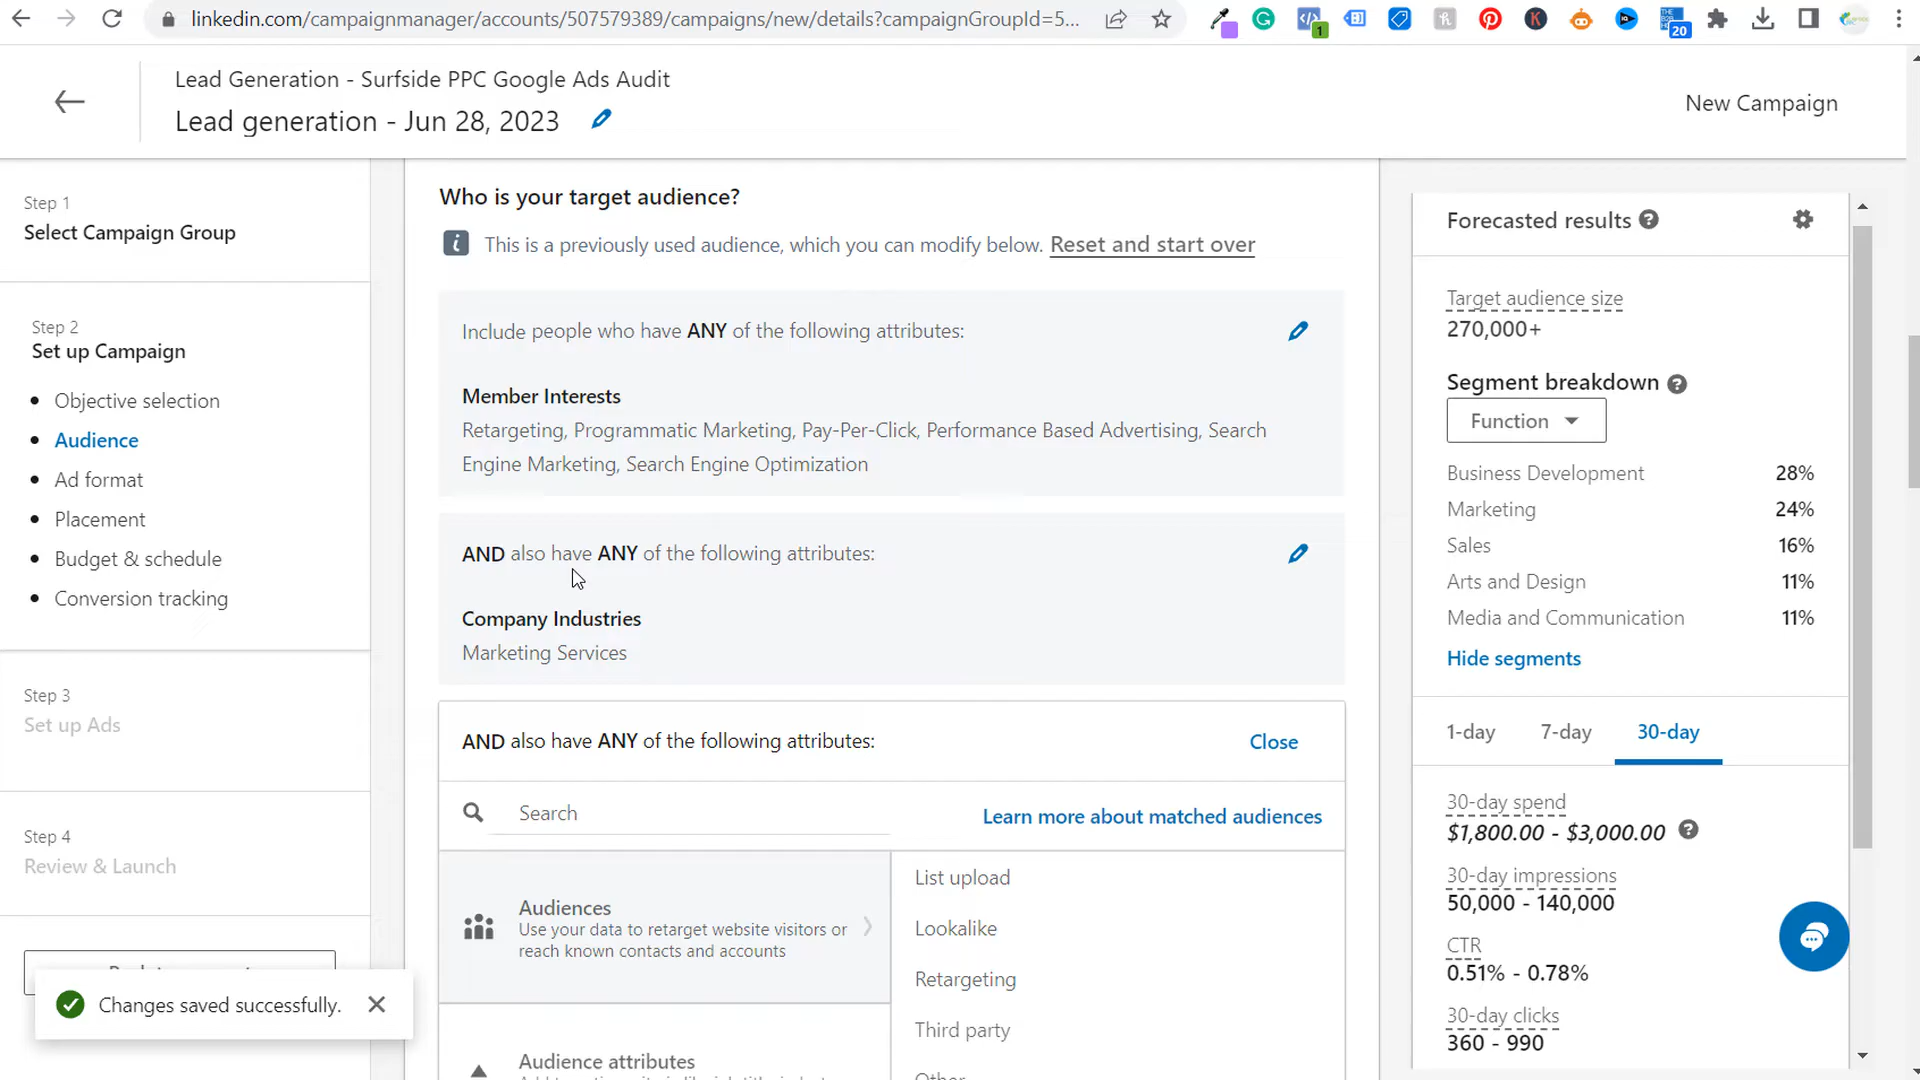 linkedin.com/campaignmanager/accounts/507579389/campaigns/new/details?campaignGroupId=5...
1
20
Lead Generation - Surfside PPC Google Ads Audit
Lead generation - Jun 28, 2023
New Campaign
Step 1
Select Campaign Group
Step 2
Set up Campaign
Objective selection
Audience
Ad format
Placement
Budget & schedule
Conversion tracking
Step 3
Set up Ads
Step 4
Review & Launch
Changes saved successfully.
Who is your target audience?
This is a previously used audience, which you can modify below. Reset and start over
Include people who have ANY of the following attributes:
Member Interests
Retargeting, Programmatic Marketing, Pay-Per-Click, Performance Based Advertising, Search
Engine Marketing, Search Engine Optimization
AND also have ANY of the following attributes:
Company Industries
Marketing Services
AND also have ANY of the following attributes:
Close
Search
Learn more about matched audiences
Audiences
Use your data to retarget website visitors or
reach known contacts and accounts
Audience attributes
List upload
Lookalike
Retargeting
Third party
Other
Forecasted results
Target audience size
270,000+
Segment breakdown
Function
Business Development 28%
Marketing 24%
Sales 16%
Arts and Design 11%
Media and Communication 11%
Hide segments
1-day 7-day 30-day
30-day spend
$1,800.00 - $3,000.00
30-day impressions
50,000 - 140,000
CTR
0.51% - 0.78%
30-day clicks
360 - 990